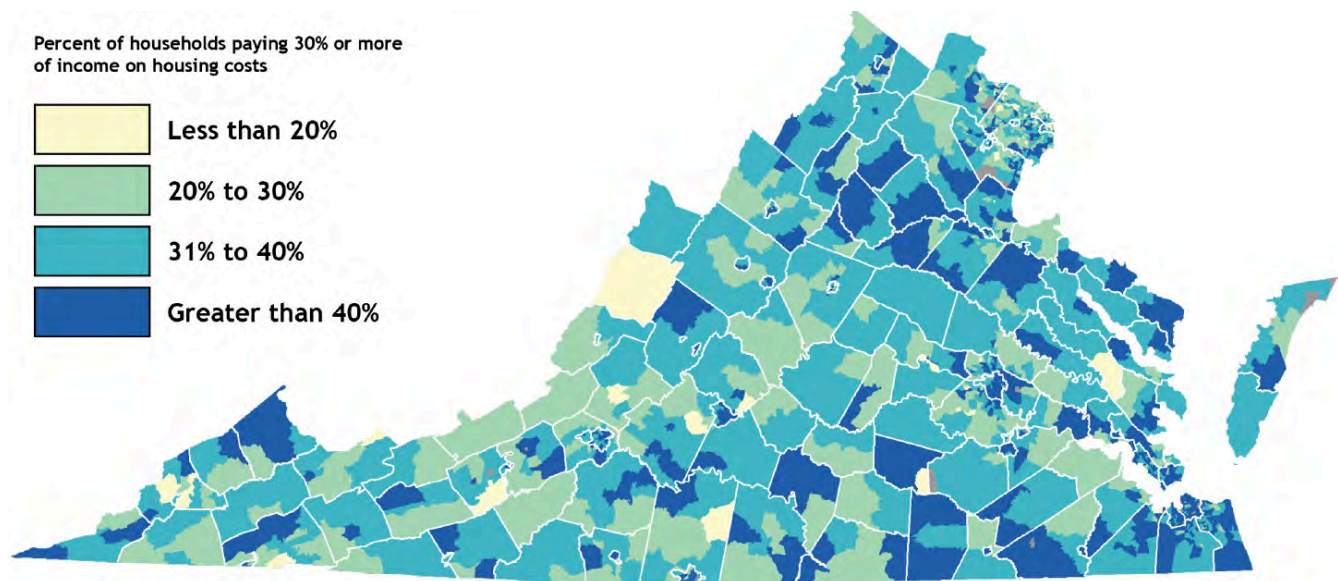 Percent of households paying 30% or more
of income on housing costs
Less than 20%
20% to 30%
31% to 40%
Greater than 40%